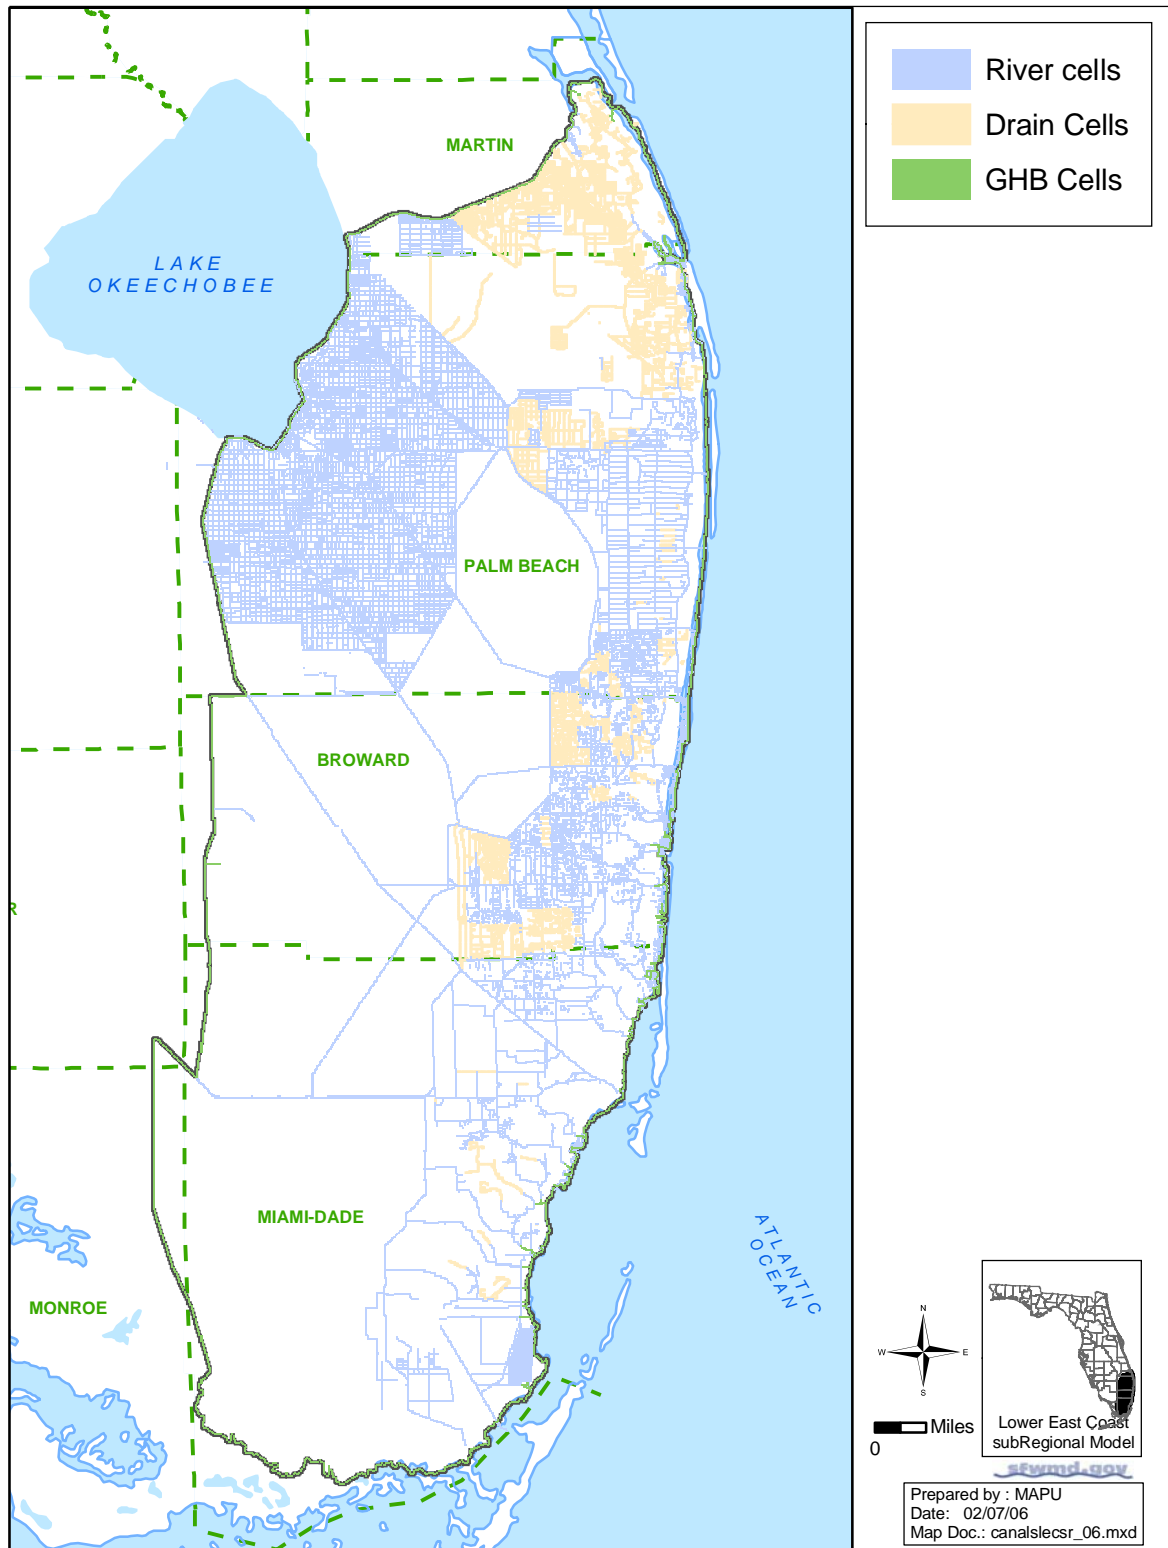 River cells
Drain Cells
GHB Cells
MARTIN
LAKE
OKEECHOBEE
PALM BEACH
BROWARD
R
MIAMI-DADE
MONROE
ATLANTIC
OCEAN
N
W
E
S
Miles
0
Lower East Coast
subRegional Model
sfwmd.gov
Prepared by : MAPU
Date: 02/07/06
Map Doc.: canalslecsr_06.mxd